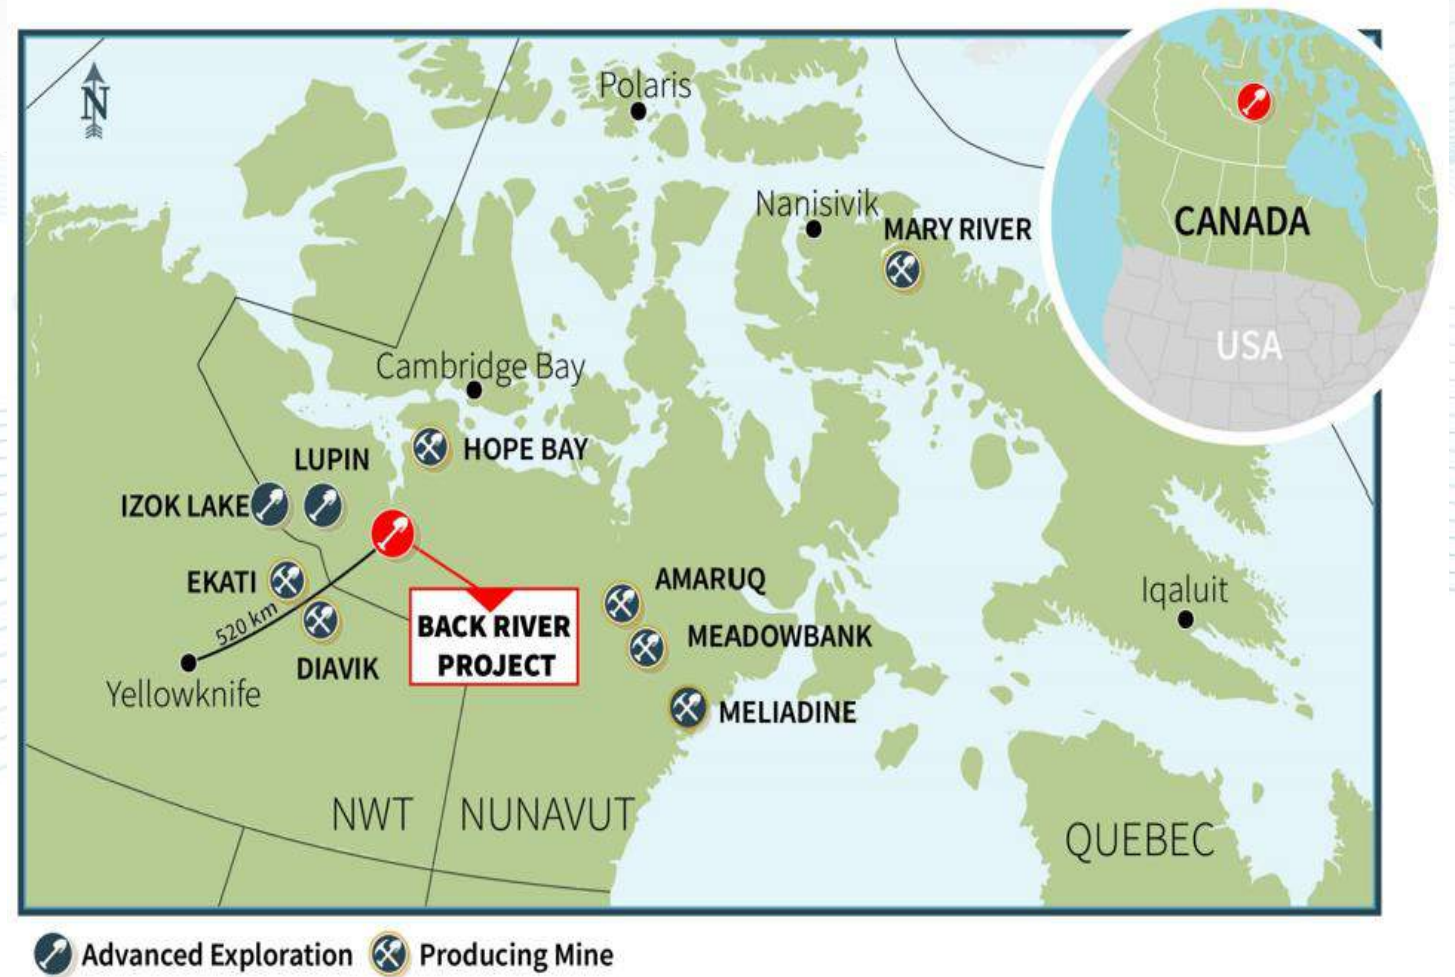 N
Polaris
Nanisivik
MARY RIVER
CANADA
USA
Cambridge Bay
HOPE BAY
LUPIN
IZOK LAKE
EKATI
520 km
DIAVIK
Yellowknife
BACK RIVER
PROJECT
AMARUQ
MEADOWBANK
MELIADINE
Iqaluit
NWT
NUNAVUT
QUEBEC
Advanced Exploration
Producing Mine